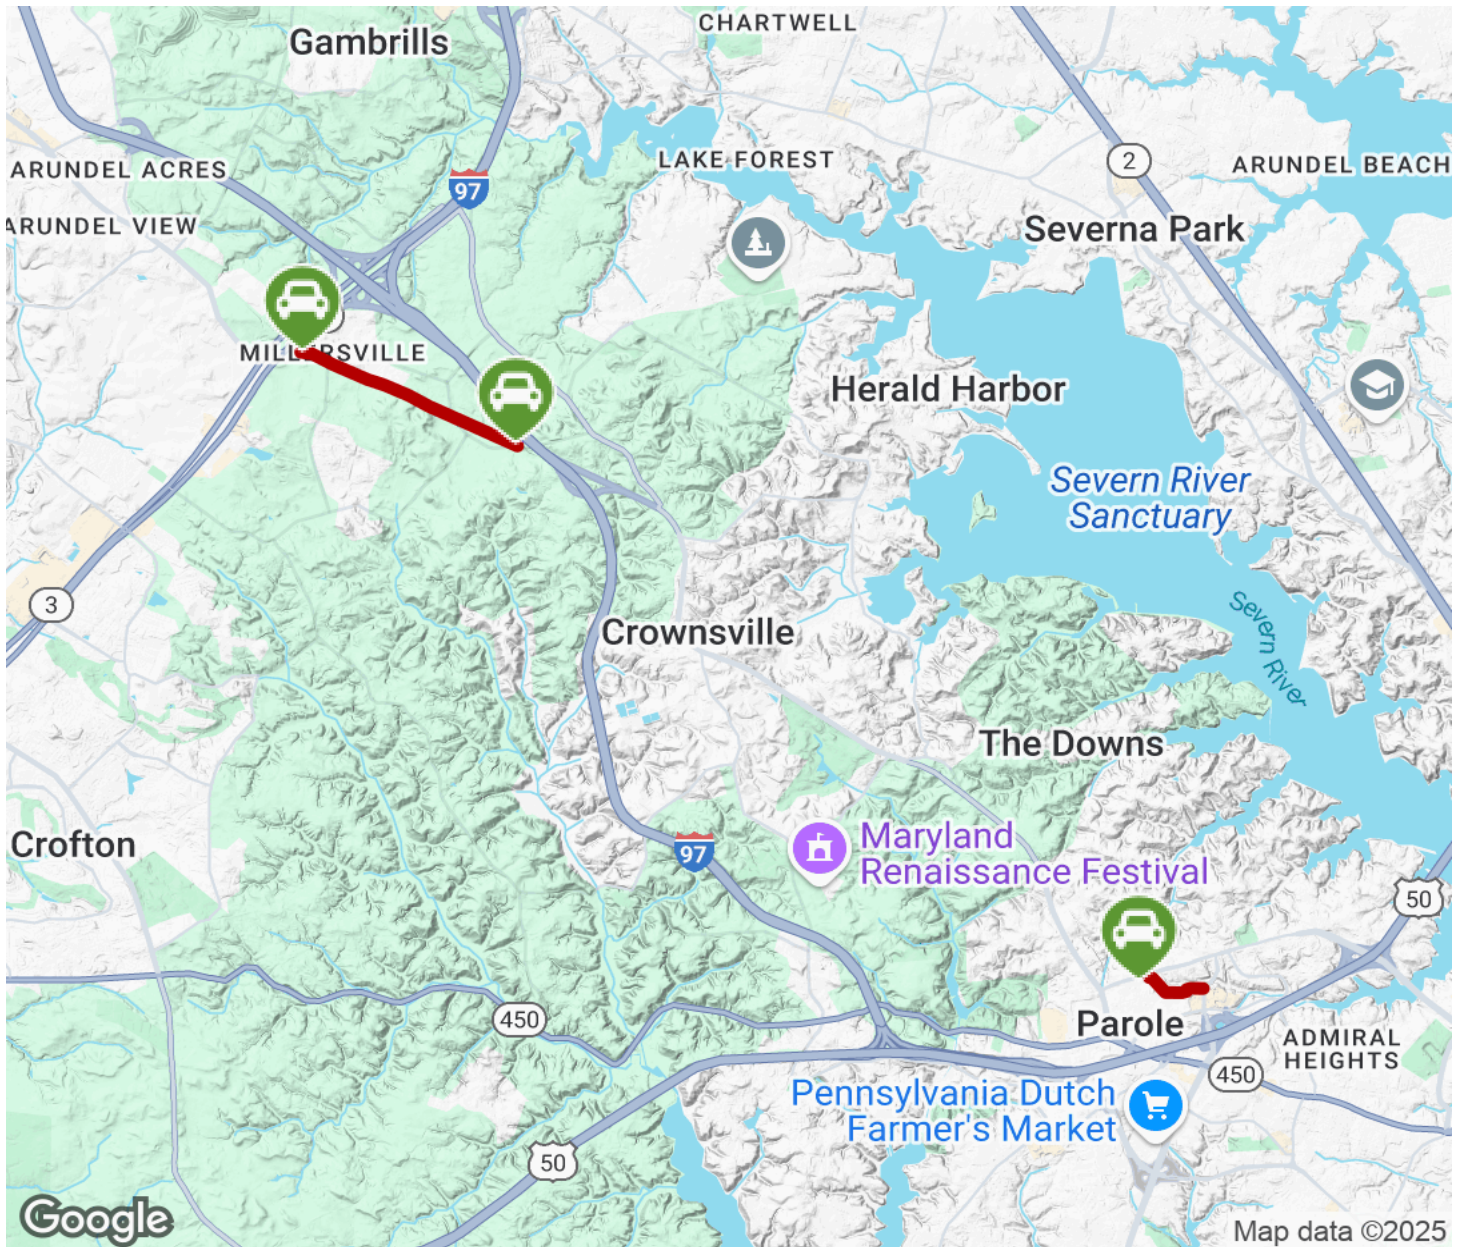 CHARTWELL
Gambrills
97
LAKE FOREST
2
ARUNDEL BEACH
ARUNDEL ACRES
ARUNDEL VIEW
Severna Park
MILLERSVILLE
Herald Harbor
Severn River
Sanctuary
3
Severn River
Crownsville
The Downs
Crofton
97
Maryland
Renaissance Festival
50
450
Parole
ADMIRAL
HEIGHTS
450
Pennsylvania Dutch
Farmer's Market
50
Google
Map data ©2025